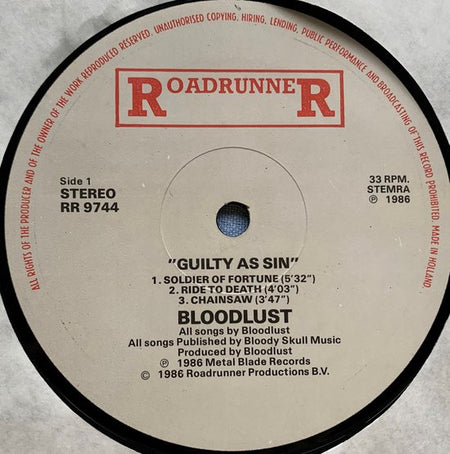 ALL RIGHTS OF THE PRODUCER AND OF THE OWNER OF THE WORK REPRODUCED RESERVED. UNAUTHORISED COPYING, HIRING, LENDING, PUBLIC PERFORMANCE AND BROADCASTING OF THIS RECORD PROHIBITED. MADE IN HOLLAND.
ROADRUNNER
Side 1
STEREO
RR 9744
33 RPM.
STEMRA
℗ 1986
"GUILTY AS SIN"
1. SOLDIER OF FORTUNE (5'32")
2. RIDE TO DEATH (4'03")
3. CHAINSAW (3'47")
BLOODLUST
All songs by Bloodlust
All songs Published by Bloody Skull Music
Produced by Bloodlust
℗ 1986 Metal Blade Records
© 1986 Roadrunner Productions B.V.